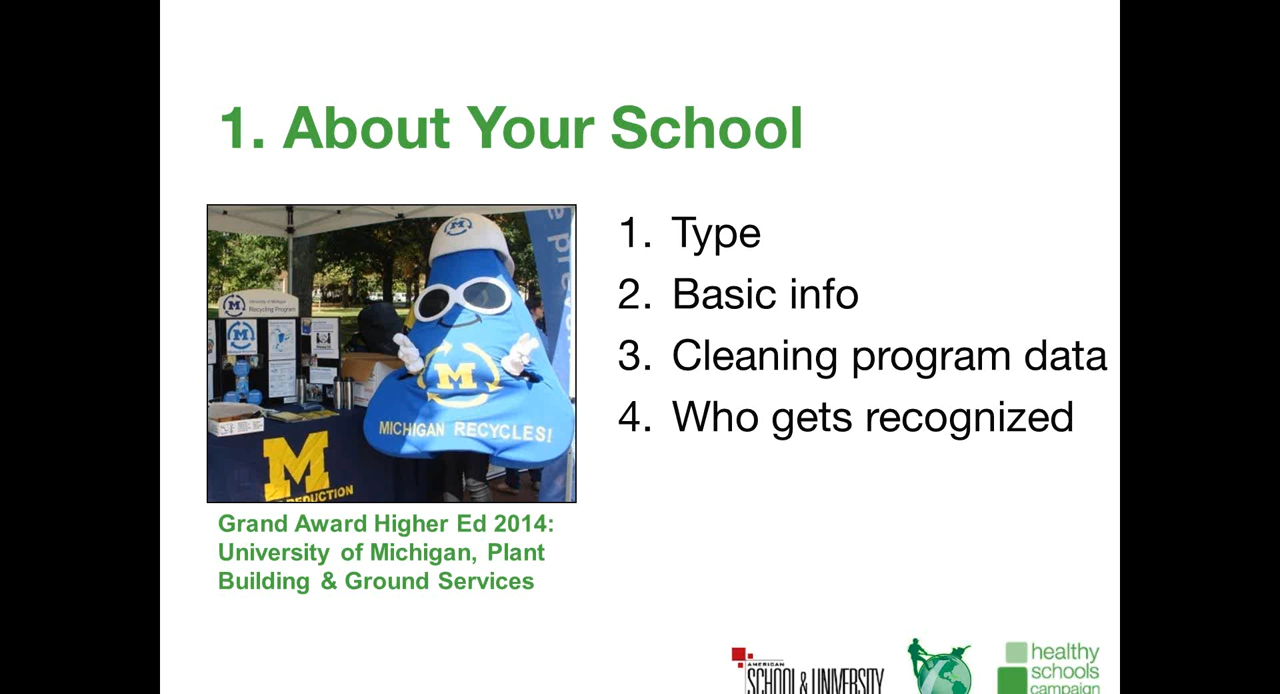 1. About Your School
1. Type
2. Basic info
3. Cleaning program data
4. Who gets recognized
M
University of Michigan
Recycling Program
M
M
MICHIGAN RECYCLES!
M
EDUCTION
Grand Award Higher Ed 2014:
University of Michigan, Plant
Building & Ground Services
AMERICAN
SCHOOL & UNIVERSITY
healthy
schools
campaign